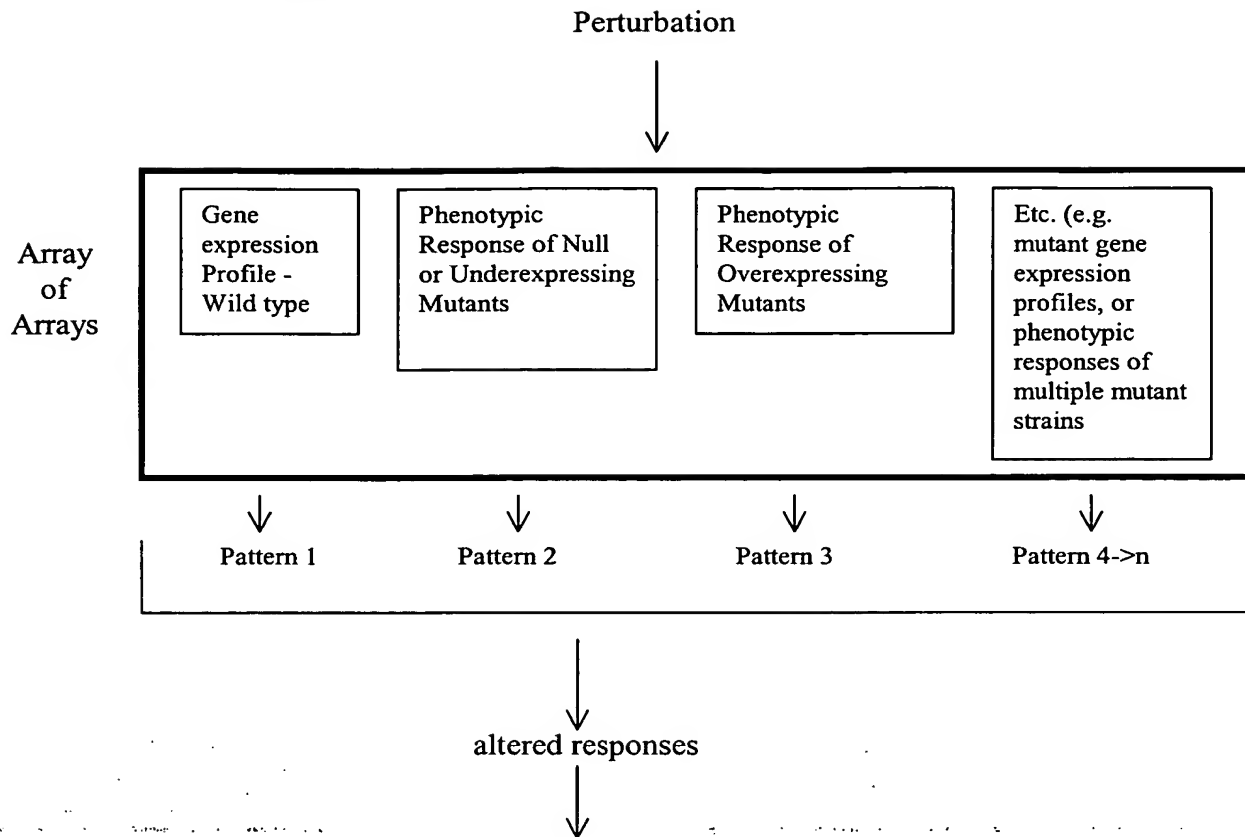 Perturbation
Array
of
Arrays
Gene
expression
Profile -
Wild type
Phenotypic
Response of Null
or Underexpressing
Mutants
Phenotypic
Response of
Overexpressing
Mutants
Etc. (e.g.
mutant gene
expression
profiles, or
phenotypic
responses of
multiple mutant
strains
Pattern 1
Pattern 2
Pattern 3
Pattern 4->n
altered responses